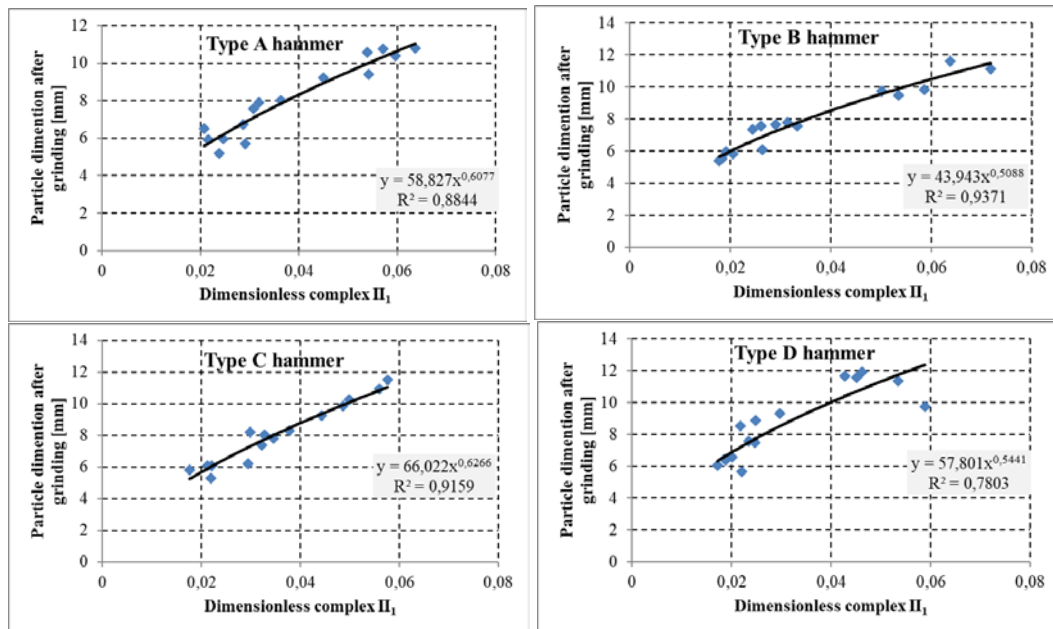 Type A hammer
Particle dimention after
grinding [mm]
12
10
8
6
4
2
0
y = 58,827x^0,6077
R² = 0,8844
0
0,02
0,04
0,06
0,08
Dimensionless complex II₁
Type B hammer
Particle dimention after
grinding [mm]
14
12
10
8
6
4
2
0
y = 43,943x^0,5088
R² = 0,9371
0
0,02
0,04
0,06
0,08
Dimensionless complex II₁
Type C hammer
Particle dimention after
grinding [mm]
14
12
10
8
6
4
2
0
y = 66,022x^0,6266
R² = 0,9159
0
0,02
0,04
0,06
0,08
Dimensionless complex II₁
Type D hammer
Particle dimention after
grinding [mm]
14
12
10
8
6
4
2
0
y = 57,801x^0,5441
R² = 0,7803
0
0,02
0,04
0,06
0,08
Dimensionless complex II₁